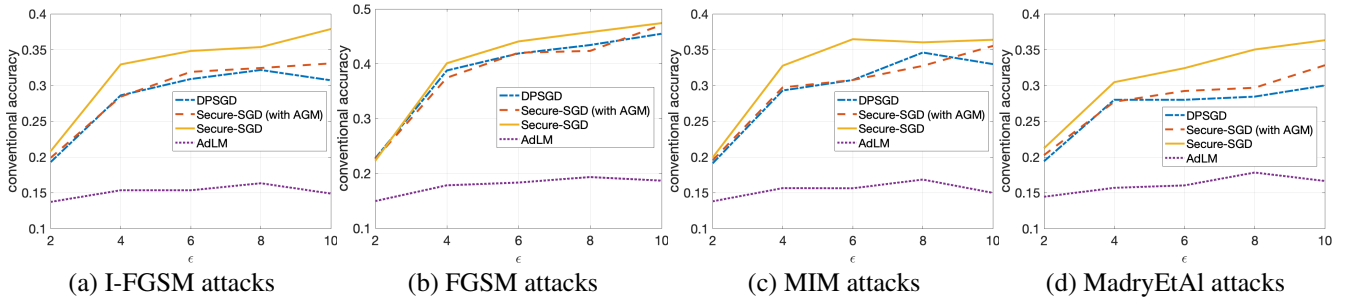 conventional accuracy
0.4
0.35
0.3
0.25
0.2
0.15
0.1
DPSGD
Secure-SGD (with AGM)
Secure-SGD
AdLM
2 4 6 8 10
ϵ
(a) I-FGSM attacks
conventional accuracy
0.5
0.4
0.3
0.2
0.1
DPSGD
Secure-SGD (with AGM)
Secure-SGD
AdLM
2 4 6 8 10
ϵ
(b) FGSM attacks
conventional accuracy
0.4
0.35
0.3
0.25
0.2
0.15
0.1
DPSGD
Secure-SGD (with AGM)
Secure-SGD
AdLM
2 4 6 8 10
ϵ
(c) MIM attacks
conventional accuracy
0.4
0.35
0.3
0.25
0.2
0.15
0.1
DPSGD
Secure-SGD (with AGM)
Secure-SGD
AdLM
2 4 6 8 10
ϵ
(d) MadryEtAl attacks